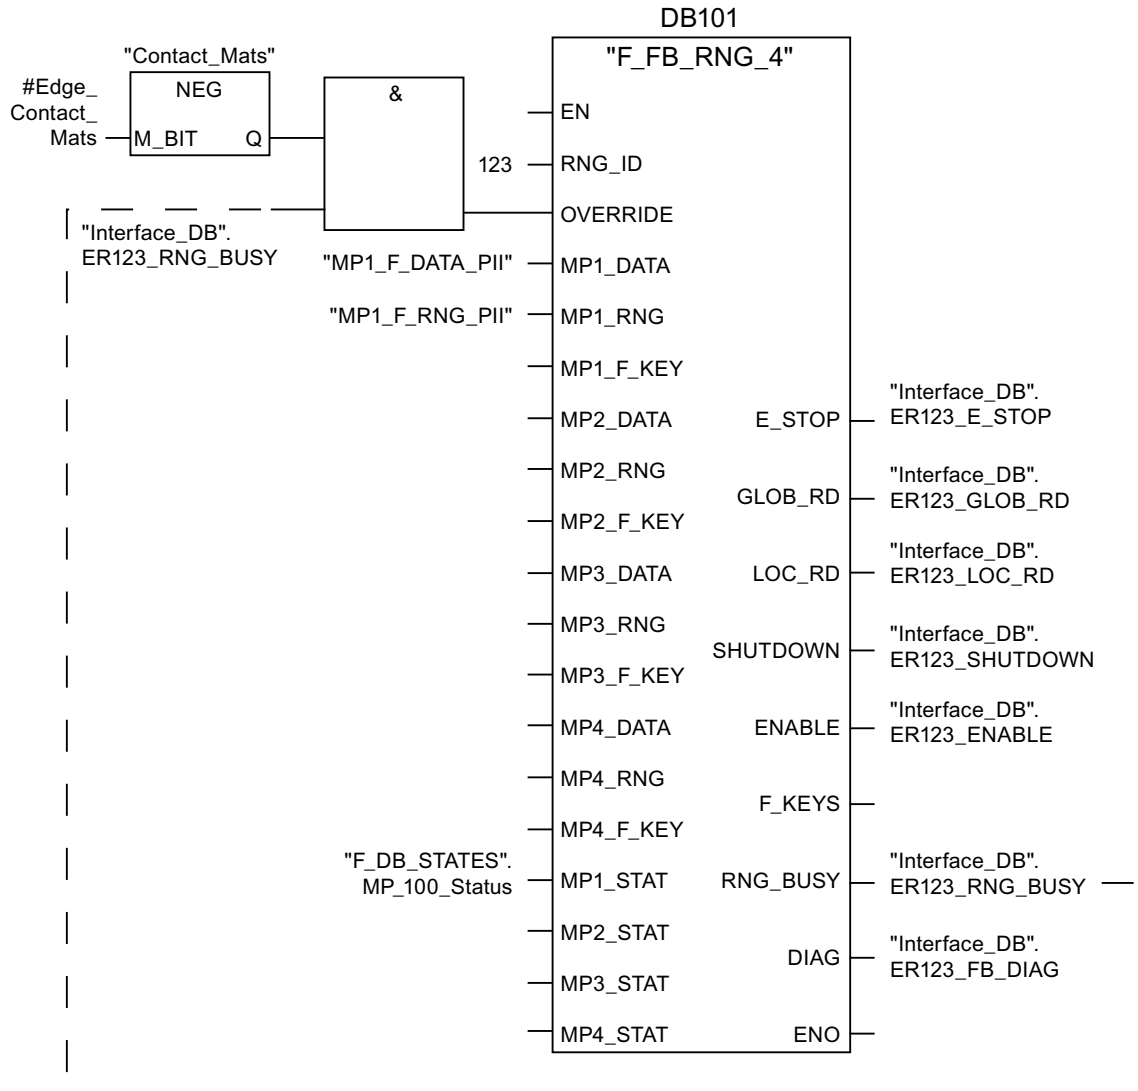 DB101
"F_FB_RNG_4"
"Contact_Mats"
#Edge_
Contact_
Mats
NEG
M_BIT Q
&
"Interface_DB".
ER123_RNG_BUSY
EN
123 RNG_ID
OVERRIDE
"MP1_F_DATA_PII" MP1_DATA
"MP1_F_RNG_PII" MP1_RNG
MP1_F_KEY
MP2_DATA
MP2_RNG
MP2_F_KEY
MP3_DATA
MP3_RNG
MP3_F_KEY
MP4_DATA
MP4_RNG
MP4_F_KEY
"F_DB_STATES".
MP_100_Status
MP1_STAT
MP2_STAT
MP3_STAT
MP4_STAT
E_STOP
"Interface_DB".
ER123_E_STOP
GLOB_RD
"Interface_DB".
ER123_GLOB_RD
LOC_RD
"Interface_DB".
ER123_LOC_RD
SHUTDOWN
"Interface_DB".
ER123_SHUTDOWN
ENABLE
"Interface_DB".
ER123_ENABLE
F_KEYS
RNG_BUSY
"Interface_DB".
ER123_RNG_BUSY
DIAG
"Interface_DB".
ER123_FB_DIAG
ENO